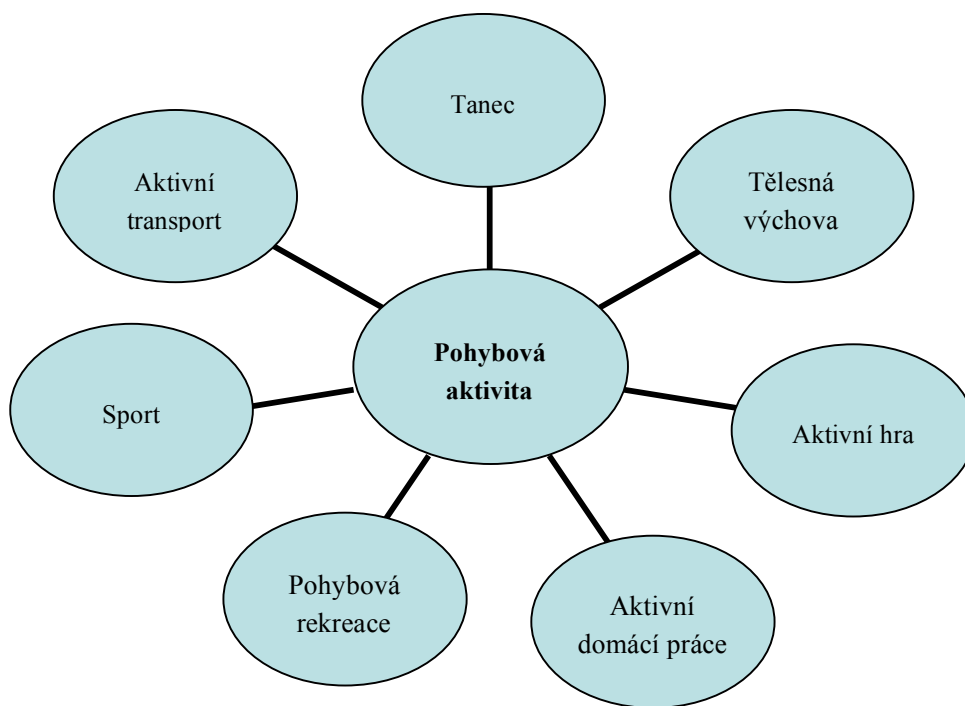 Tanec
Aktivní
transport
Tělesná
výchova
Pohybová
aktivita
Sport
Aktivní hra
Pohybová
rekreace
Aktivní
domácí práce